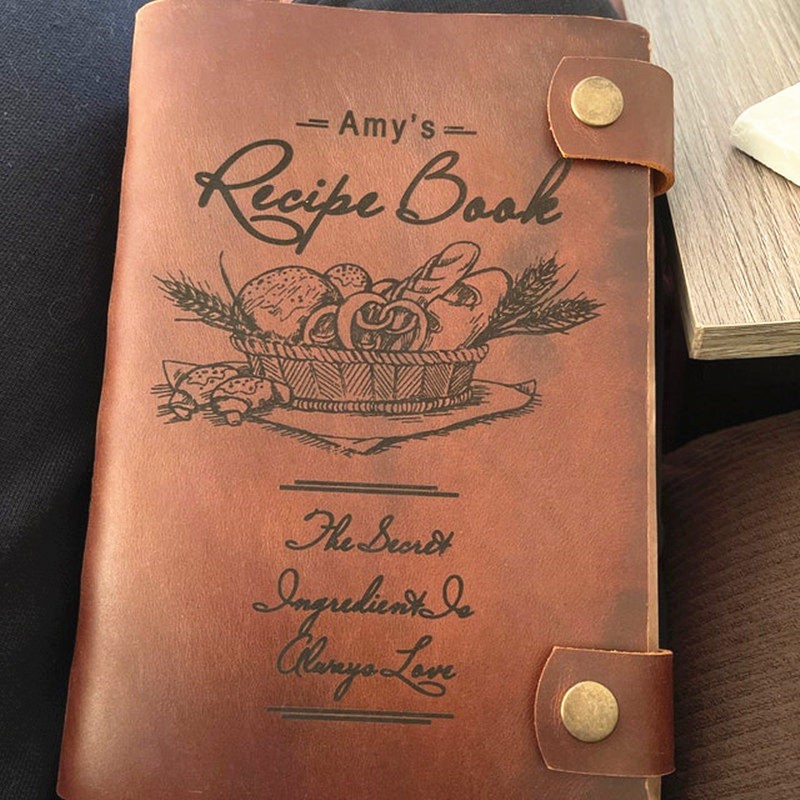 Amy's
Recipe Book
The Secret
Ingredient Is
Always Love